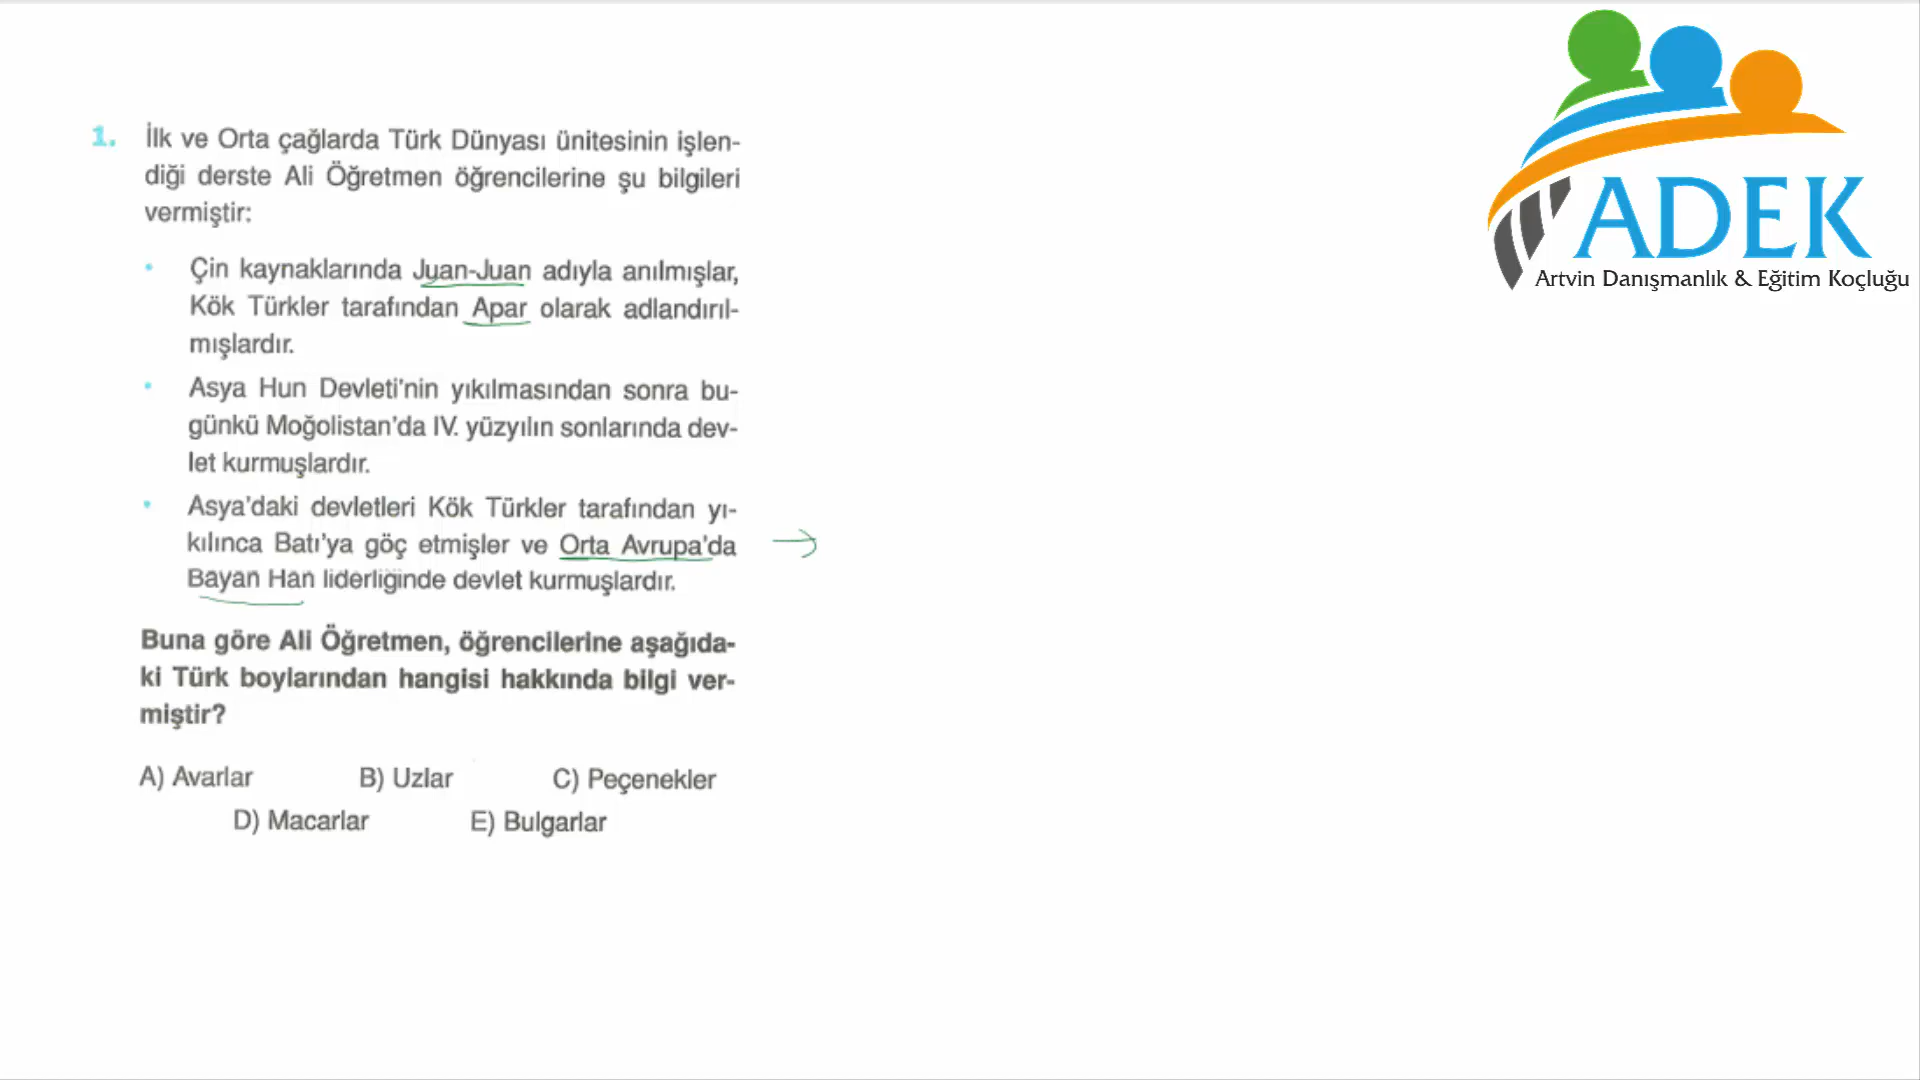 1. İlk ve Orta çağlarda Türk Dünyası ünitesinin işlen-
diği derste Ali Öğretmen öğrencilerine şu bilgileri
vermiştir:
• Çin kaynaklarında Juan-Juan adıyla anılmışlar,
Kök Türkler tarafından Apar olarak adlandırıl-
mışlardır.
• Asya Hun Devleti'nin yıkılmasından sonra bu-
günkü Moğolistan'da IV. yüzyılın sonlarında dev-
let kurmuşlardır.
• Asya'daki devletleri Kök Türkler tarafından yı-
kılınca Batı'ya göç etmişler ve Orta Avrupa'da
Bayan Han liderliğinde devlet kurmuşlardır.
Buna göre Ali Öğretmen, öğrencilerine aşağıda-
ki Türk boylarından hangisi hakkında bilgi ver-
miştir?
A) Avarlar B) Uzlar C) Peçenekler
D) Macarlar E) Bulgarlar
ADEK
Artvin Danışmanlık & Eğitim Koçluğu